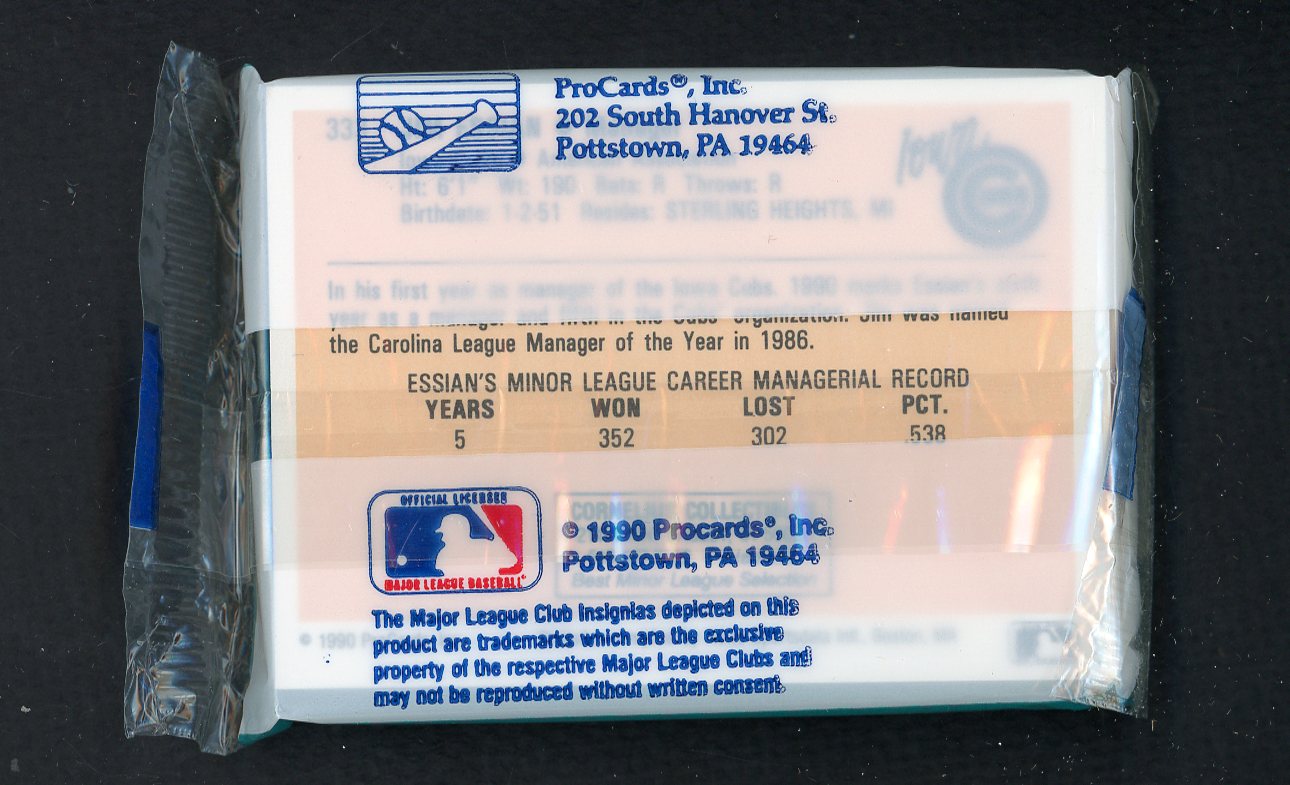 ProCards®, Inc.
202 South Hanover St.
Pottstown, PA 19464
33
Iowa
Ht: 6'1" Wt: 190 Bats: R Throws: R
Birthdate: 1-2-51 Resides: STERLING HEIGHTS, MI
In his first year as manager of the Iowa Cubs. 1990 marks Essian's
year as a manager and fifth in the Cubs organization. Jim was named
the Carolina League Manager of the Year in 1986.
ESSIAN'S MINOR LEAGUE CAREER MANAGERIAL RECORD
YEARS WON LOST PCT.
5 352 302 .538
OFFICIAL LICENSEE
MAJOR LEAGUE BASEBALL
COLLECTIBLES
© 1990 Procards®, Inc.
Pottstown, PA 19464
Best Minor League Selection
The Major League Club insignias depicted on this
product are trademarks which are the exclusive
property of the respective Major League Clubs and
may not be reproduced without written consent.
© 1990